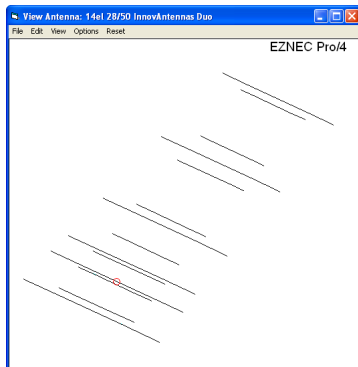 View Antenna: 14el 28/50 InnovAntennas Duo
File Edit View Options Reset
EZNEC Pro/4